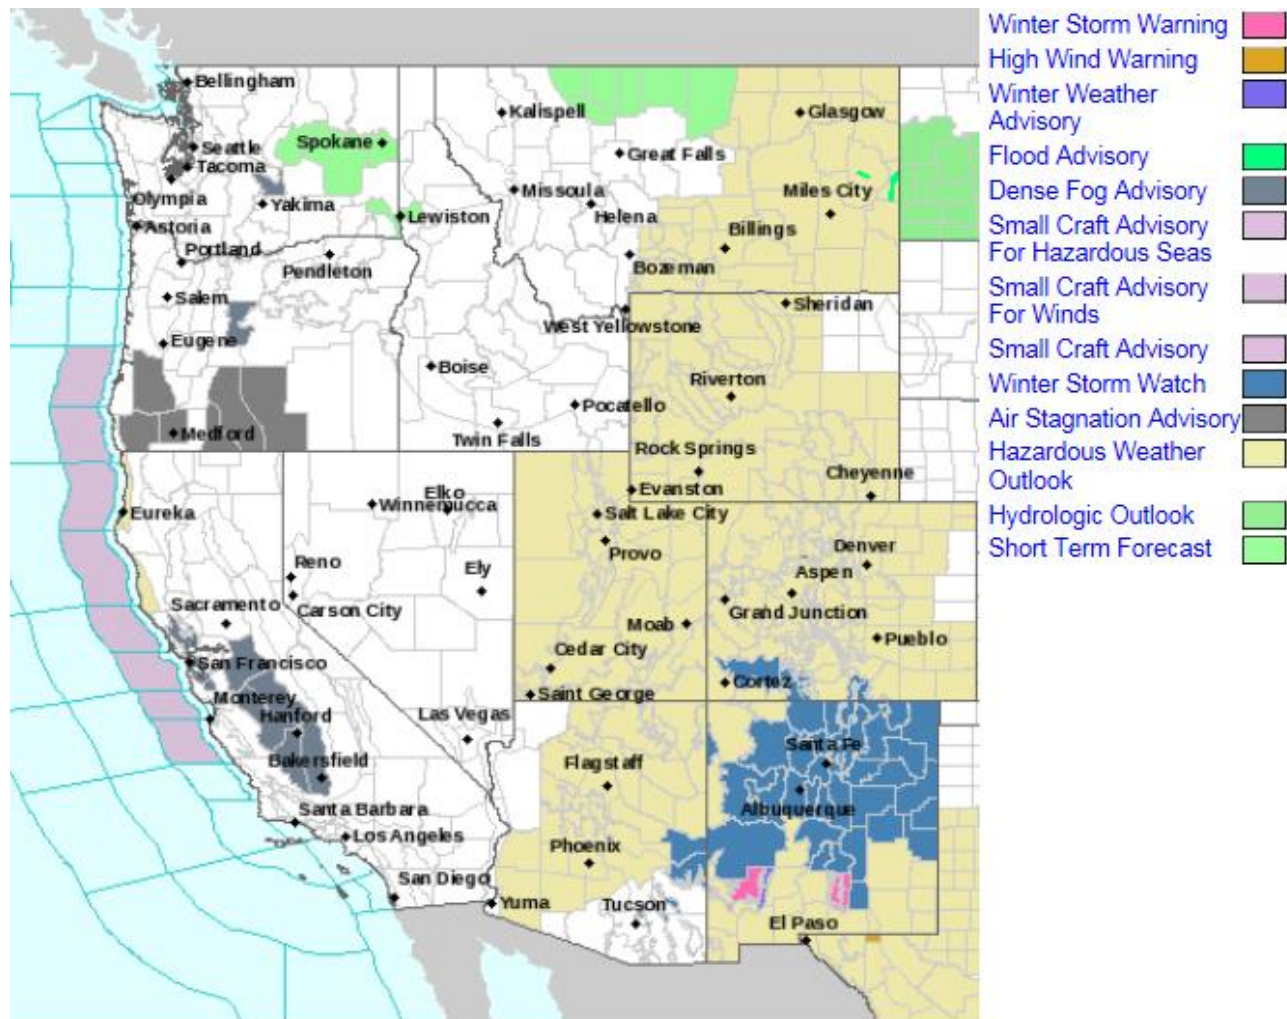 Bellingham
Seattle
Spokane
Tacoma
Olympia
Yakima
Astoria
Lewiston
Portland
Pendleton
Salem
Eugene
Medford
Kalispell
Great Falls
Missoula
Helena
Bozeman
Glasgow
Miles City
Billings
West Yellowstone
Sheridan
Boise
Pocatello
Twin Falls
Riverton
Rock Springs
Evanston
Cheyenne
Eureka
Elko
Winnemucca
Reno
Ely
Carson City
Sacramento
San Francisco
Monterey
Hanford
Bakersfield
Santa Barbara
Los Angeles
San Diego
Las Vegas
Salt Lake City
Provo
Moab
Cedar City
Saint George
Denver
Aspen
Grand Junction
Pueblo
Cortez
Flagstaff
Phoenix
Yuma
Tucson
Santa Fe
Albuquerque
El Paso
Winter Storm Warning
High Wind Warning
Winter Weather
Advisory
Flood Advisory
Dense Fog Advisory
Small Craft Advisory
For Hazardous Seas
Small Craft Advisory
For Winds
Small Craft Advisory
Winter Storm Watch
Air Stagnation Advisory
Hazardous Weather
Outlook
Hydrologic Outlook
Short Term Forecast